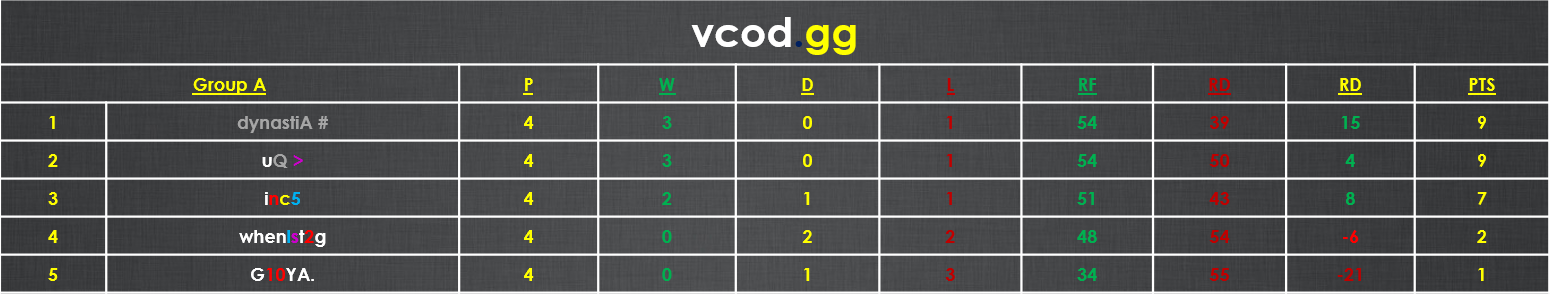 vcod.gg
Group A P W D L RF RD RD PTS
1 dynastiA # 4 3 0 1 54 39 15 9
2 uQ > 4 3 0 1 54 50 4 9
3 inc5 4 2 1 1 51 43 8 7
4 whenIst2g 4 0 2 2 48 54 -6 2
5 G10YA. 4 0 1 3 34 55 -21 1